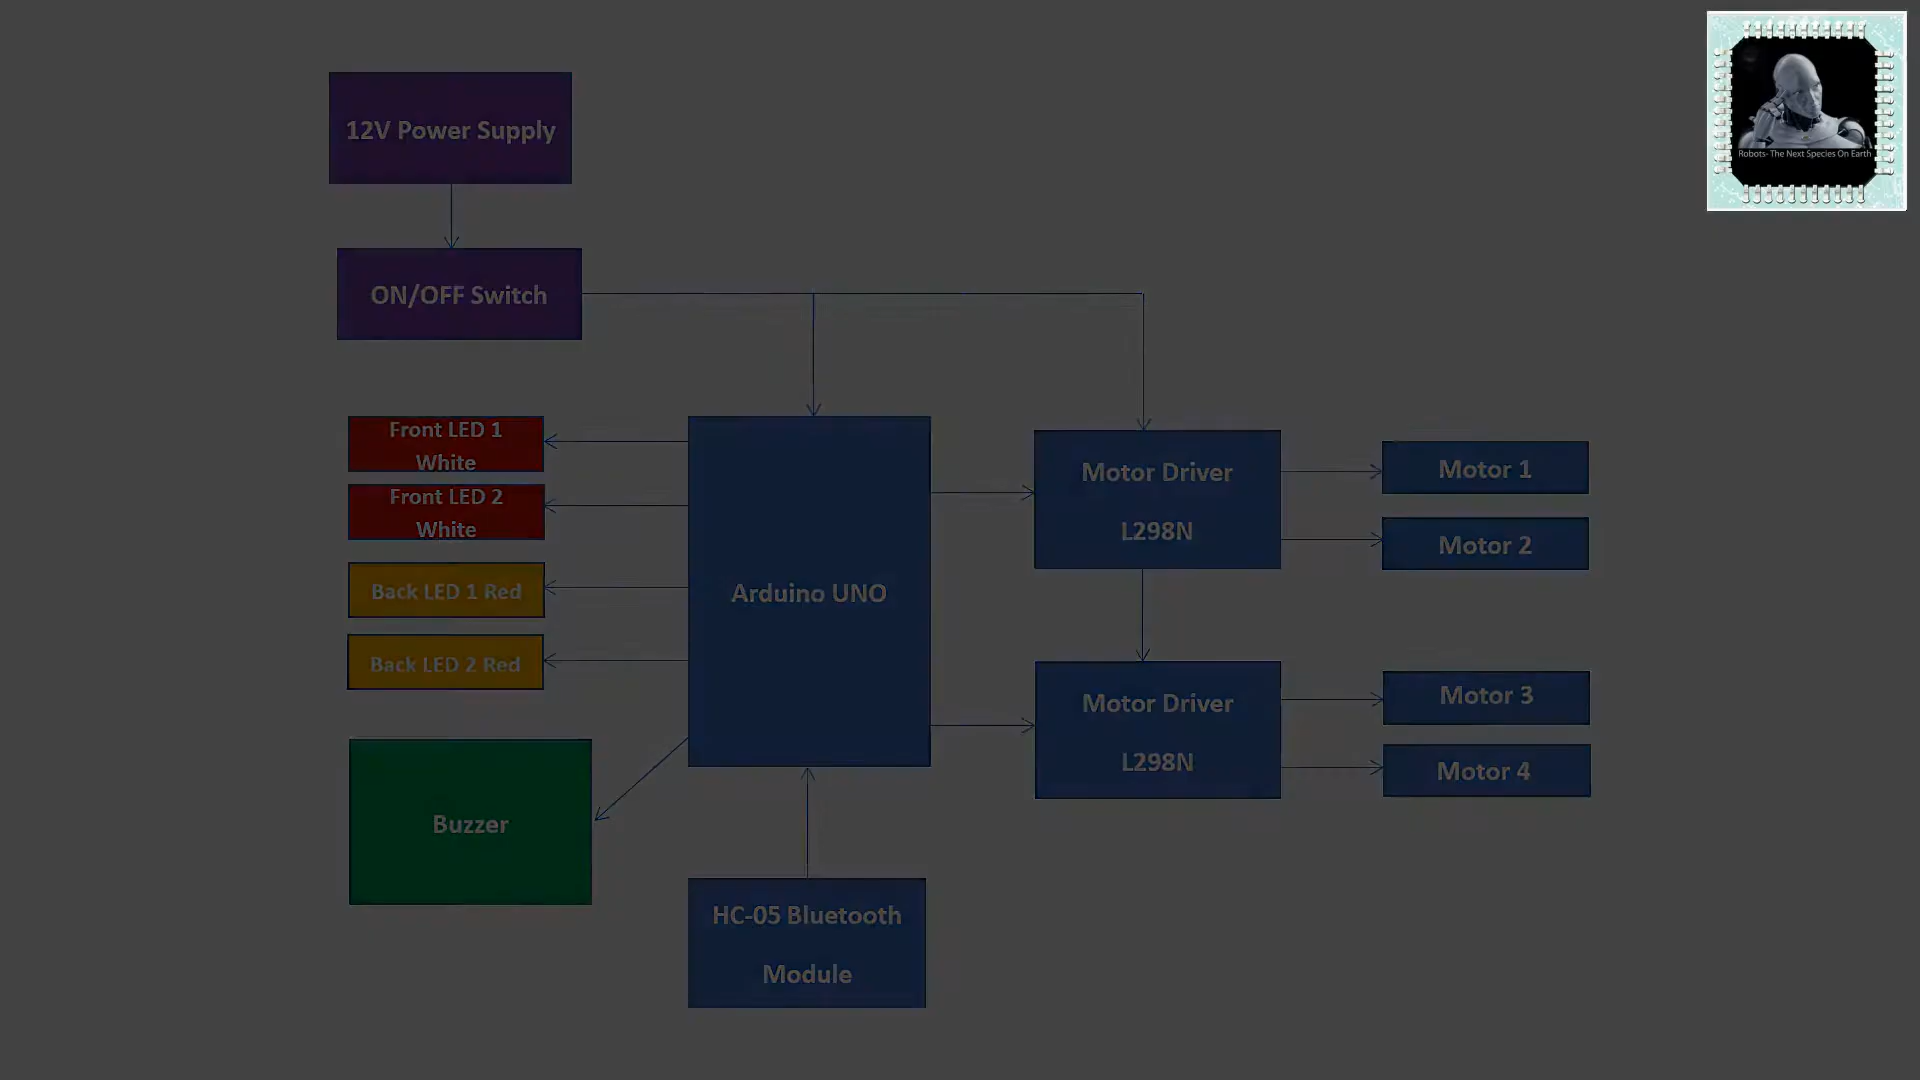 12V Power Supply
Robots- The Next Species On Earth
ON/OFF Switch
Front LED 1
White
Front LED 2
White
Back LED 1 Red
Back LED 2 Red
Buzzer
Arduino UNO
HC-05 Bluetooth
Module
Motor Driver
L298N
Motor Driver
L298N
Motor 1
Motor 2
Motor 3
Motor 4